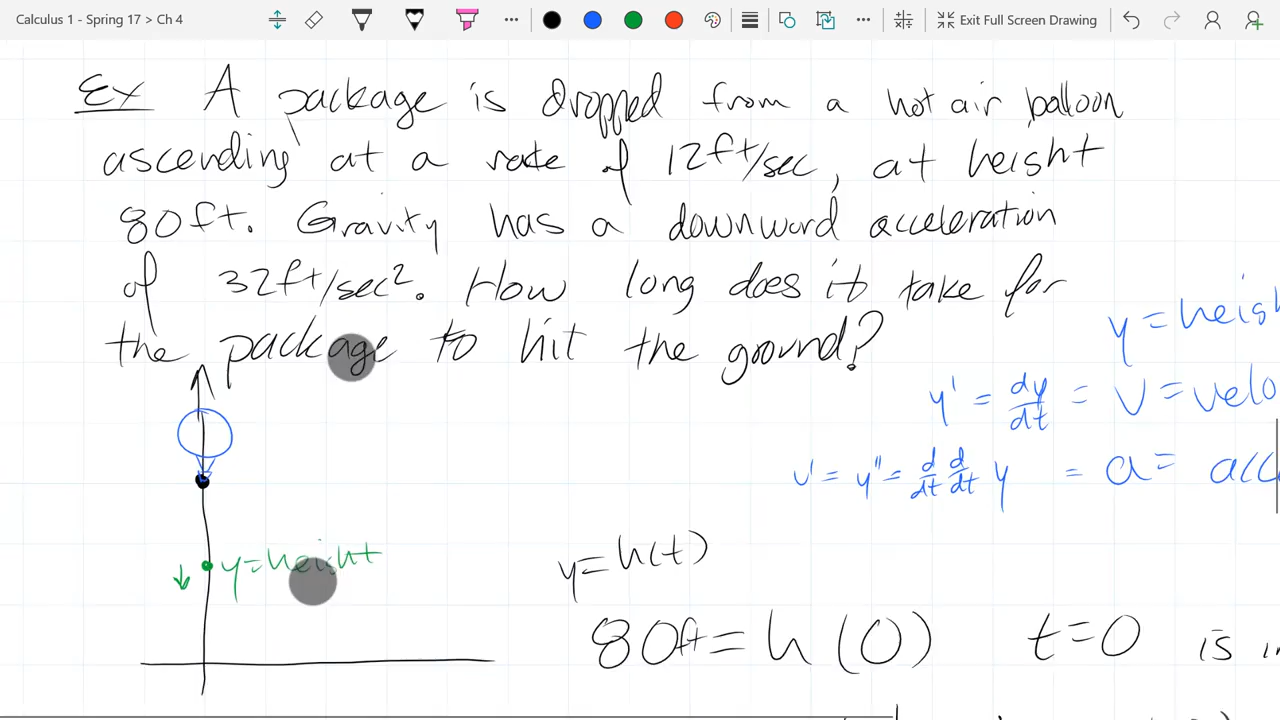 Calculus 1 - Spring 17 > Ch 4
Exit Full Screen Drawing
Ex A package is dropped from a hot air balloon
ascending at a rate of 12ft/sec, at height
80ft. Gravity has a downward acceleration
of 32ft/sec². How long does it take for
the package to hit the ground?
y = heigh
y' = dy/dt = v = velo
v' = y'' = d/dt d/dt y = a = acc
y=height
y=h(t)
80ft = h(0) t=0 is